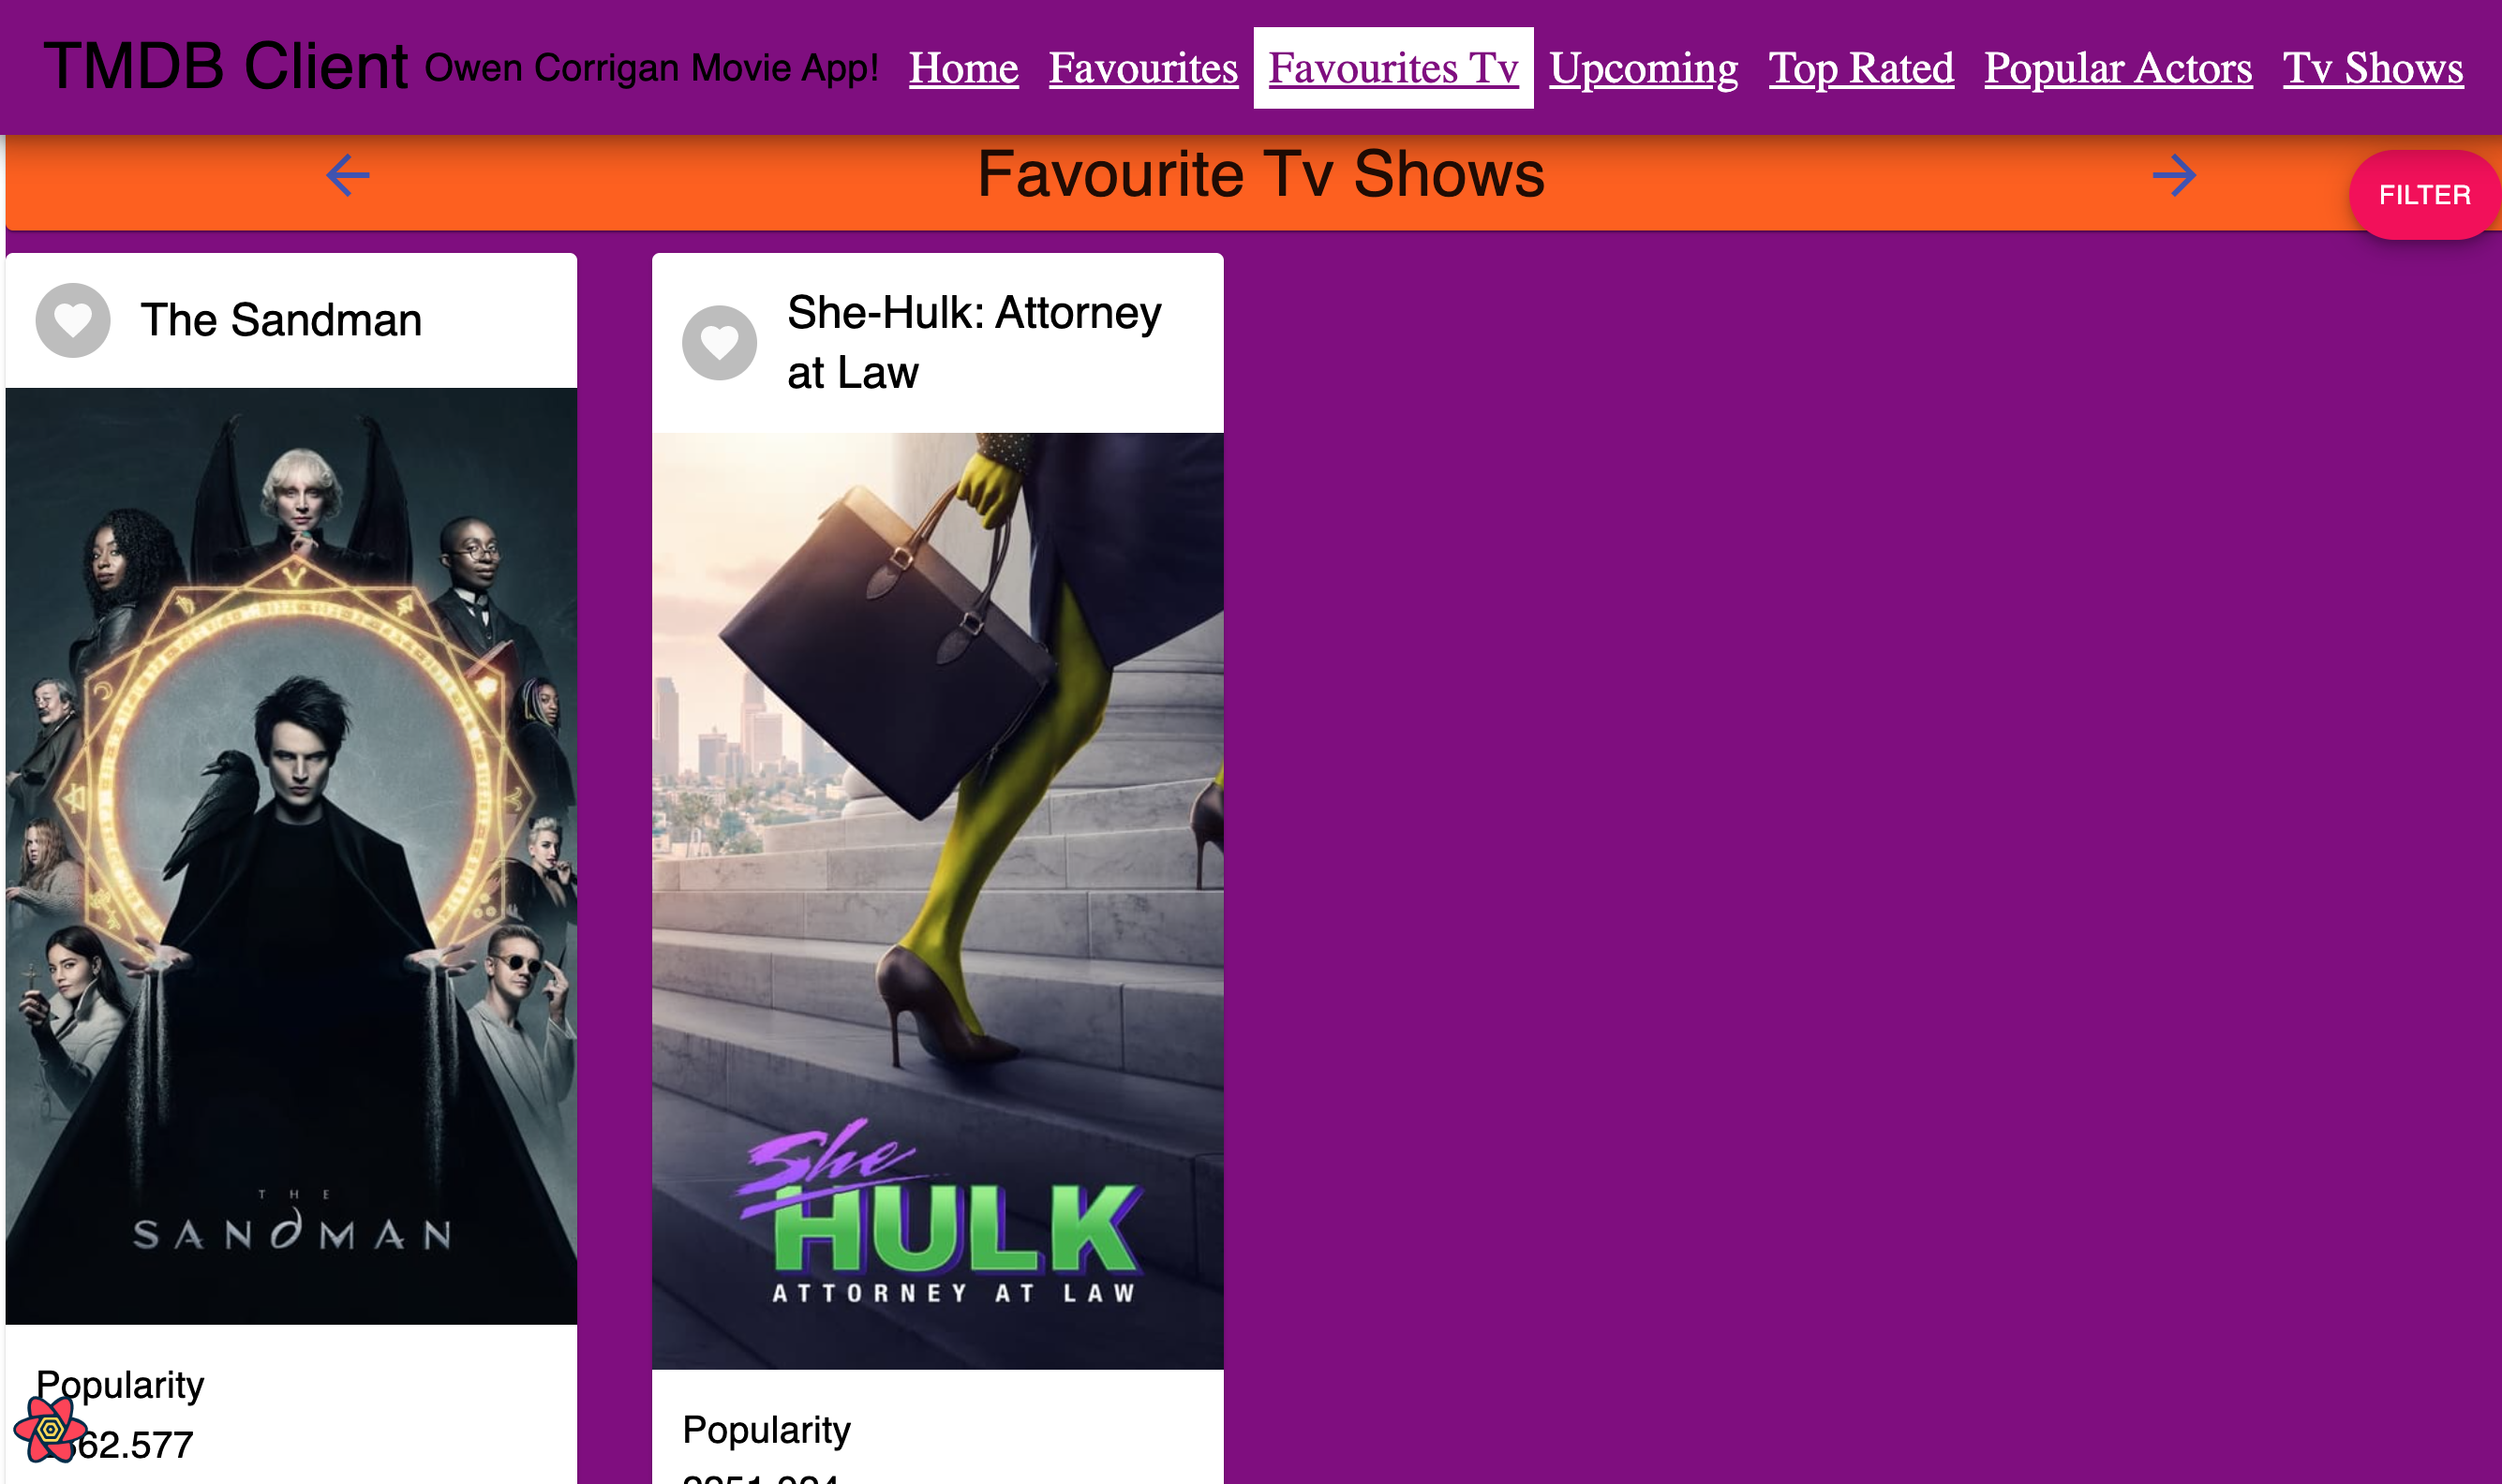 TMDB Client Owen Corrigan Movie App! Home Favourites Favourites Tv Upcoming Top Rated Popular Actors Tv Shows
Favourite Tv Shows
FILTER
The Sandman
THE
SANDMAN
Popularity
62.577
She-Hulk: Attorney
at Law
She
HULK
ATTORNEY AT LAW
Popularity